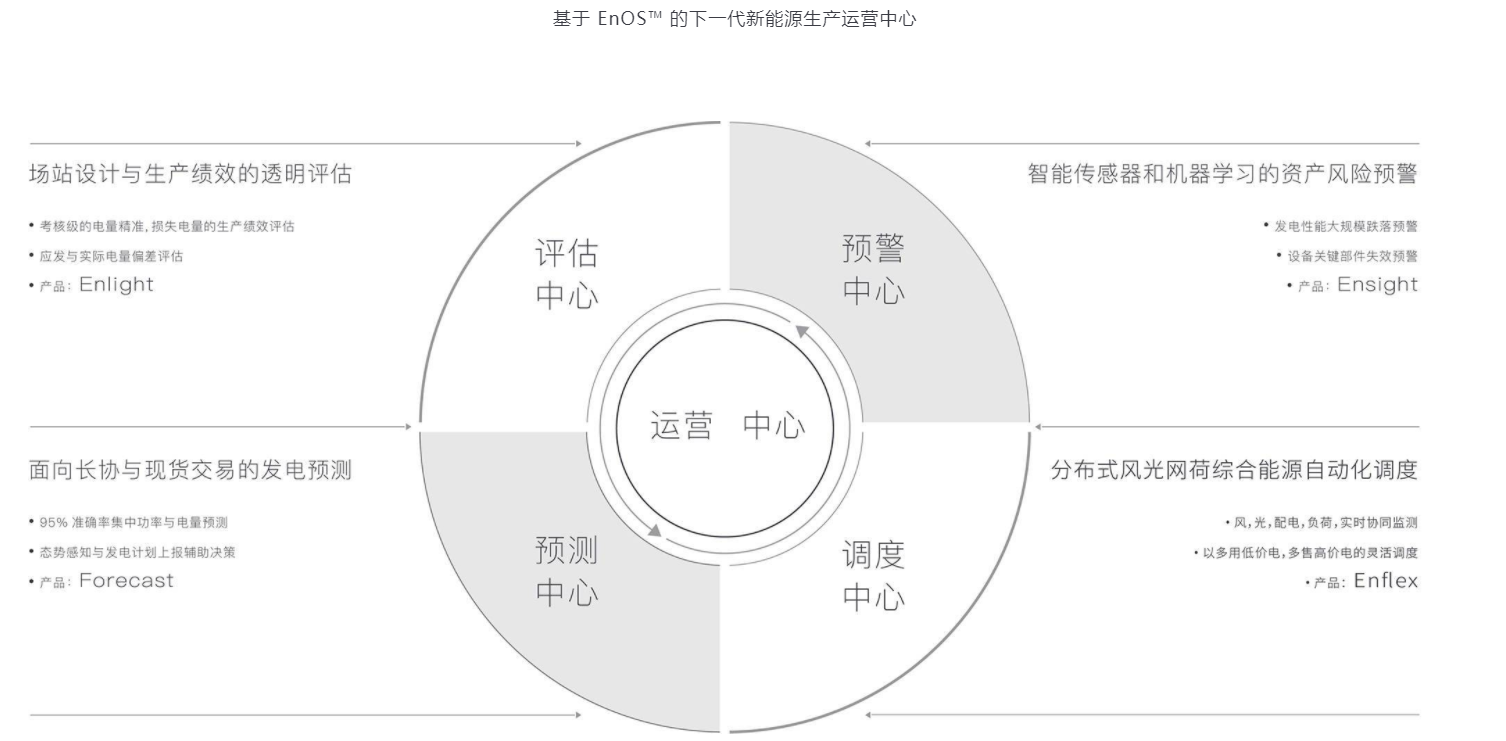 基于 EnOS™ 的下一代新能源生产运营中心
场站设计与生产绩效的透明评估
• 考核级的电量精准,损失电量的生产绩效评估
• 应发与实际电量偏差评估
• 产品: Enlight
智能传感器和机器学习的资产风险预警
• 发电性能大规模跌落预警
• 设备关键部件失效预警
• 产品: Ensight
评估
中心
预警
中心
运营 中心
面向长协与现货交易的发电预测
• 95% 准确率集中功率与电量预测
• 态势感知与发电计划上报辅助决策
• 产品: Forecast
分布式风光网荷综合能源自动化调度
• 风,光,配电,负荷,实时协同监测
• 以多用低价电,多售高价电的灵活调度
• 产品: Enflex
预测
中心
调度
中心